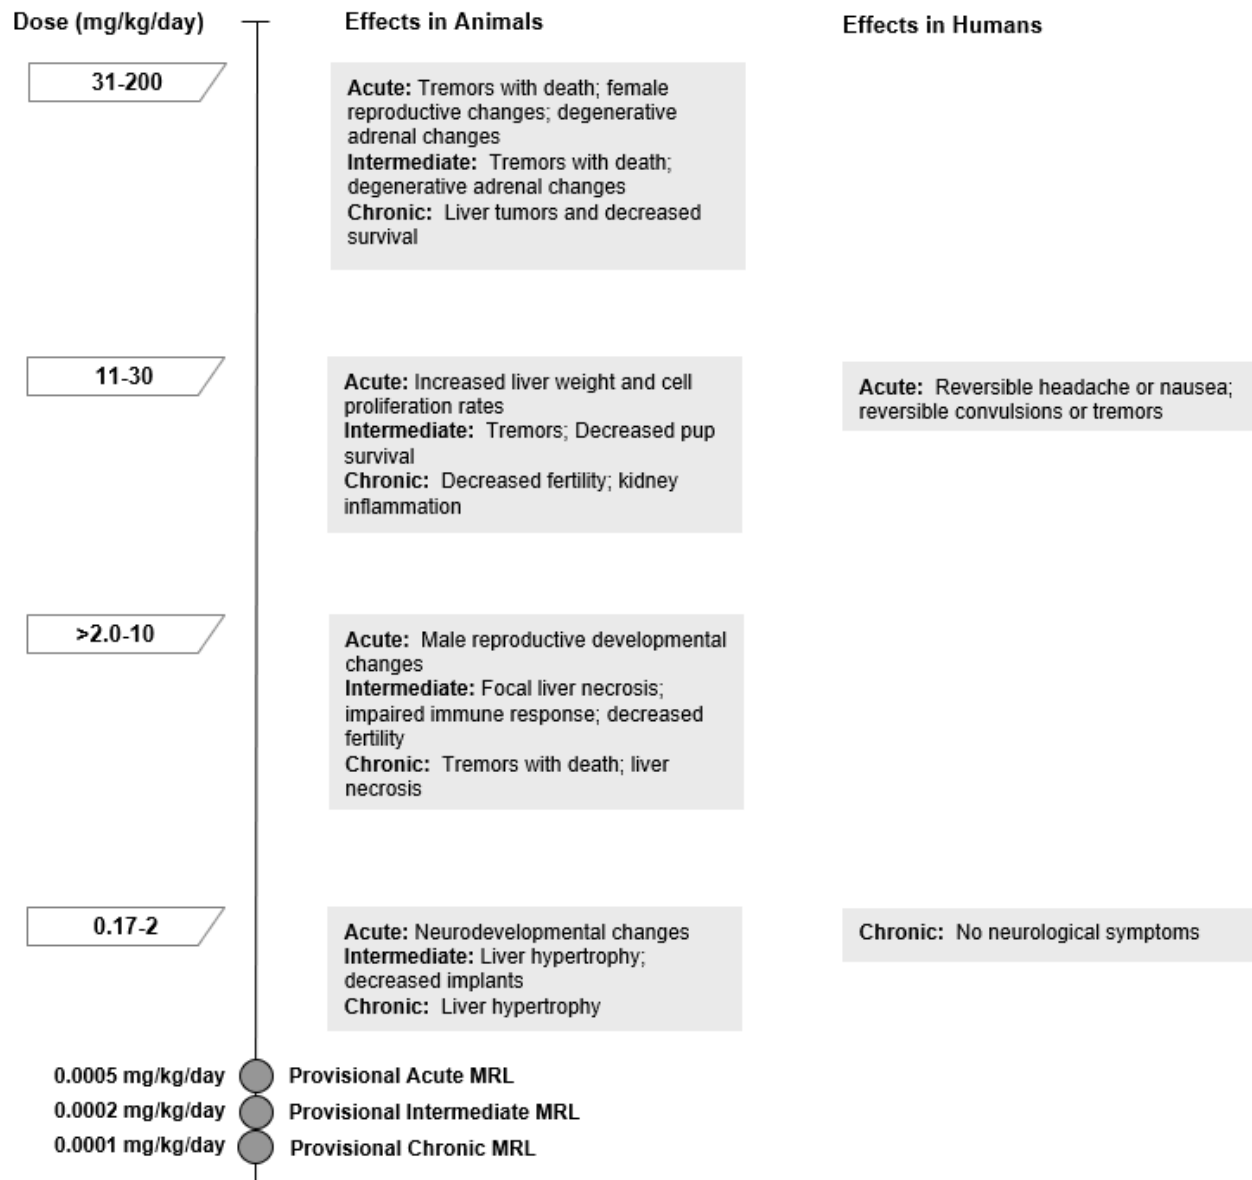 Dose (mg/kg/day)
Effects in Animals
Effects in Humans
31-200
Acute: Tremors with death; female
reproductive changes; degenerative
adrenal changes
Intermediate:  Tremors with death;
degenerative adrenal changes
Chronic:  Liver tumors and decreased
survival
11-30
Acute: Increased liver weight and cell
proliferation rates
Intermediate:  Tremors; Decreased pup
survival
Chronic:  Decreased fertility; kidney
inflammation
Acute:  Reversible headache or nausea;
reversible convulsions or tremors
>2.0-10
Acute:  Male reproductive developmental
changes
Intermediate: Focal liver necrosis;
impaired immune response; decreased
fertility
Chronic:  Tremors with death; liver
necrosis
0.17-2
Acute: Neurodevelopmental changes
Intermediate: Liver hypertrophy;
decreased implants
Chronic:  Liver hypertrophy
Chronic:  No neurological symptoms
0.0005 mg/kg/day Provisional Acute MRL
0.0002 mg/kg/day Provisional Intermediate MRL
0.0001 mg/kg/day Provisional Chronic MRL